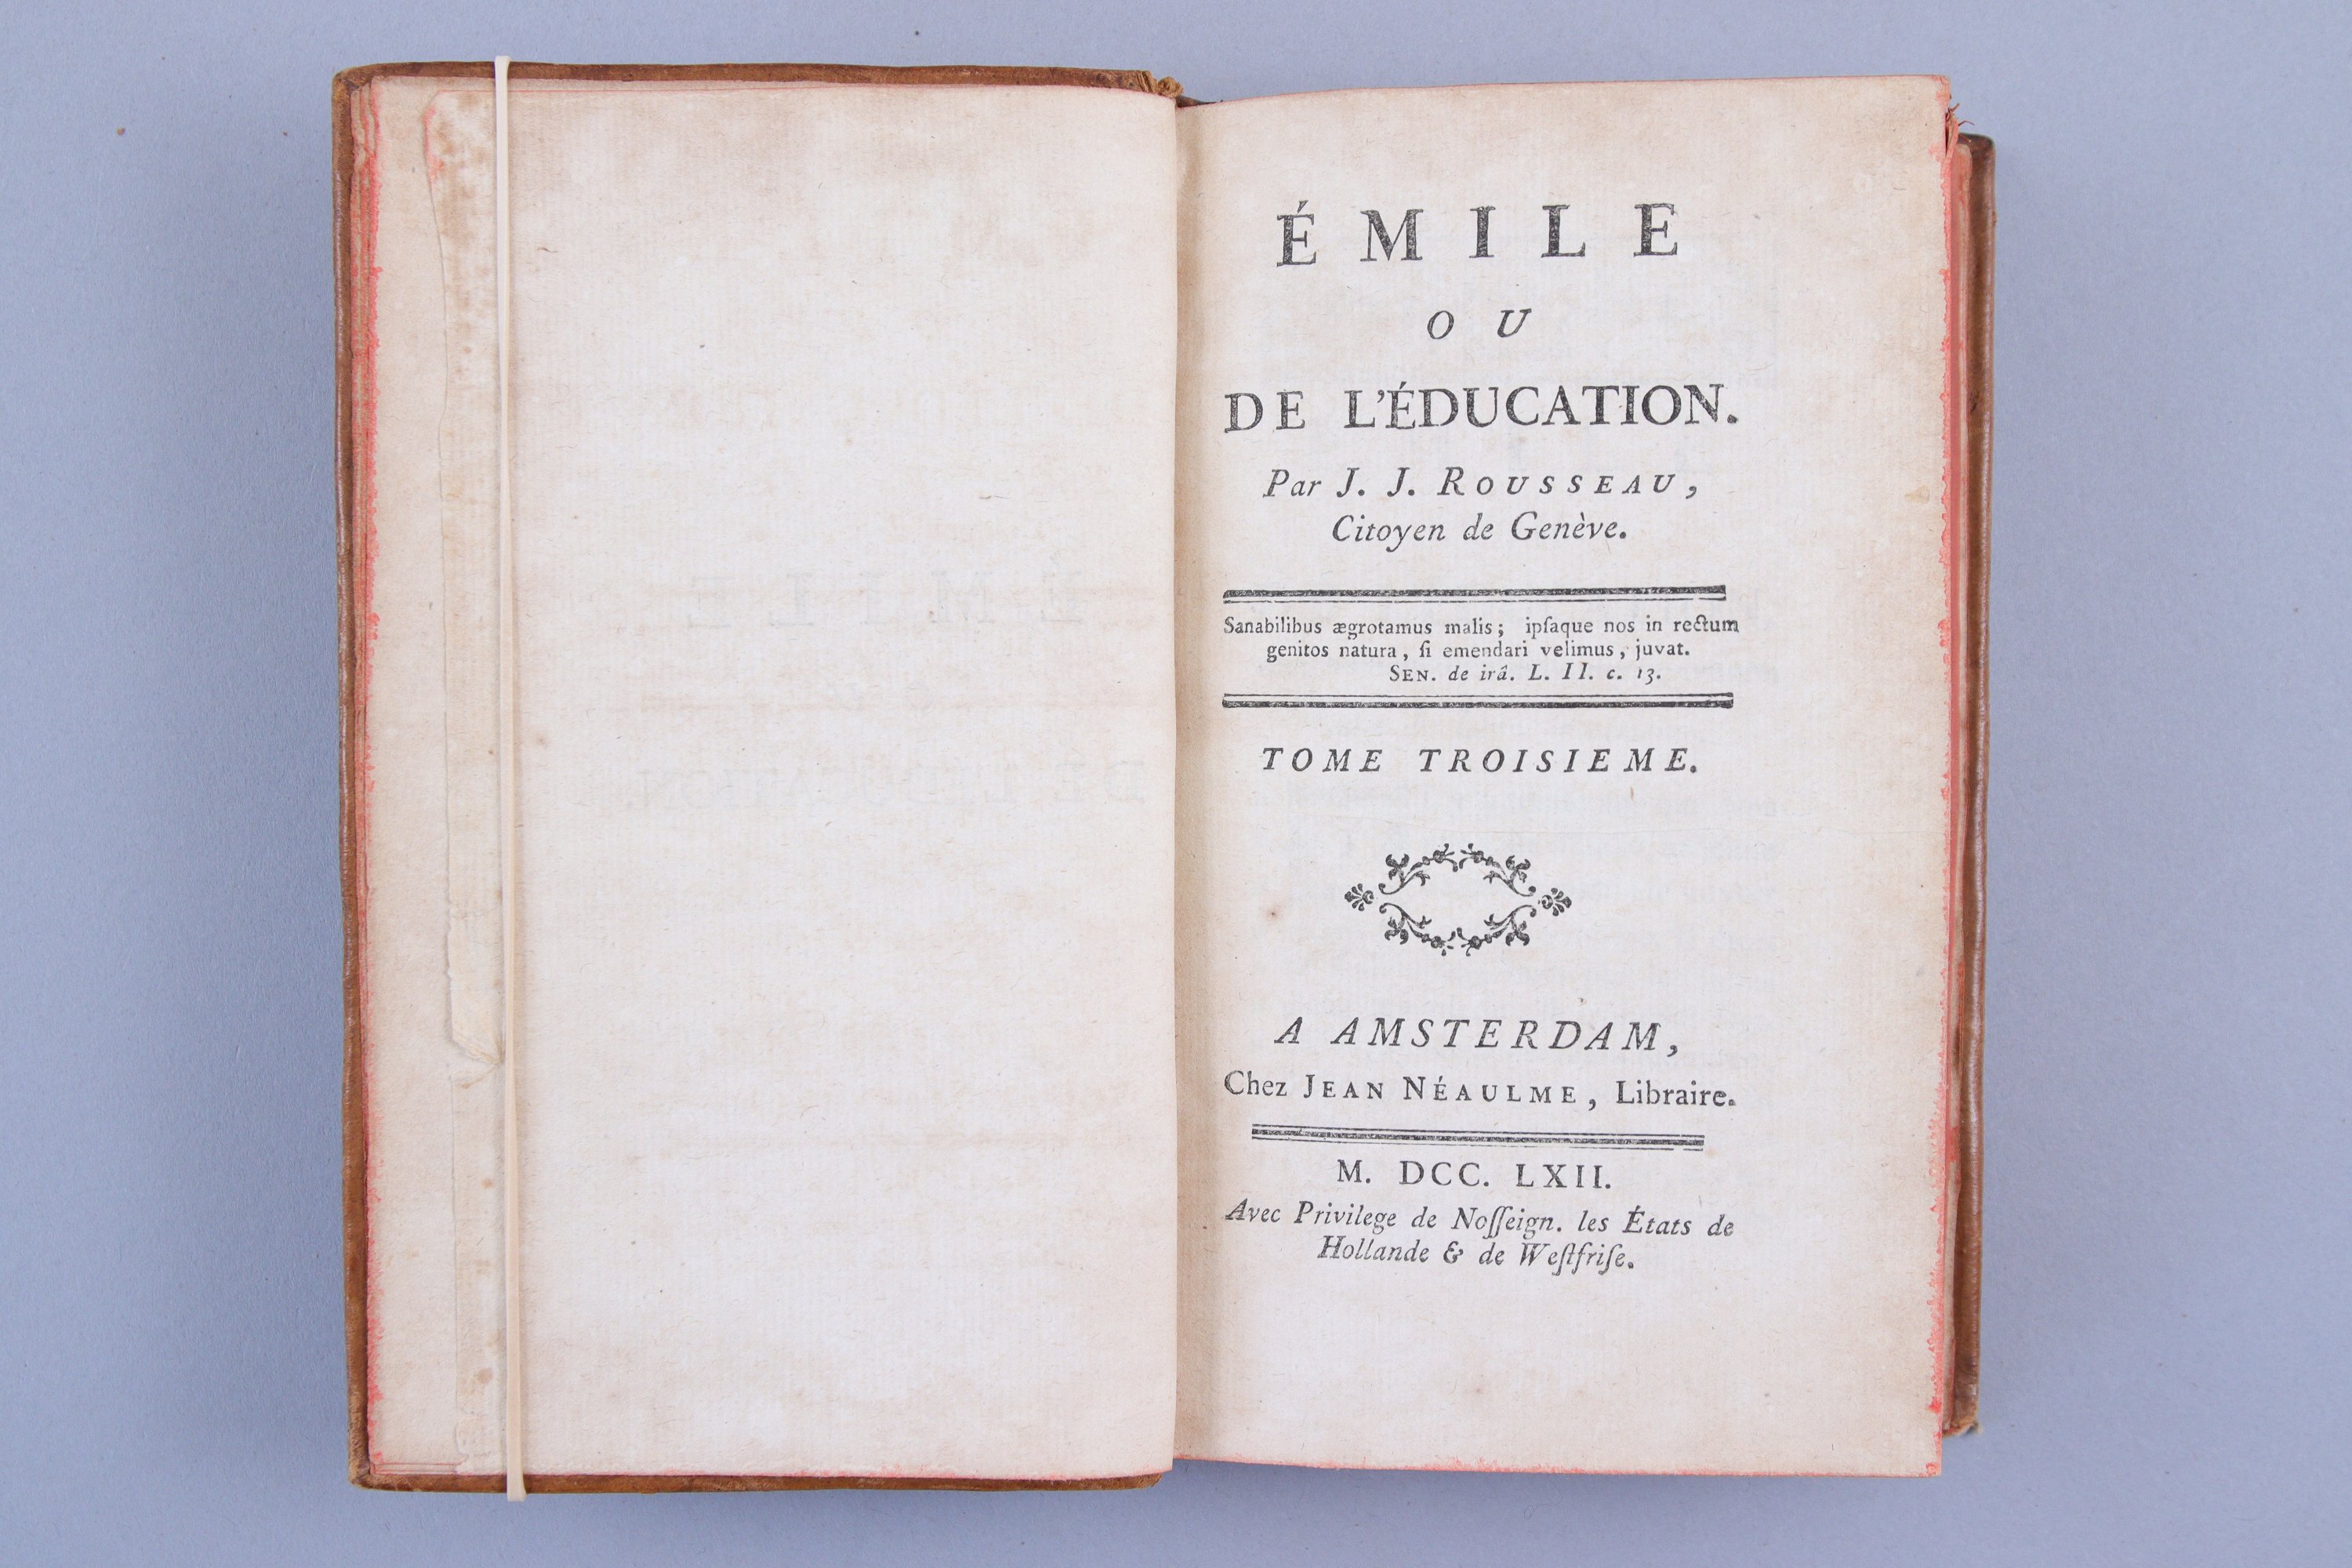 ÉMILE
OU
DE L'ÉDUCATION.
Par J. J. ROUSSEAU,
Citoyen de Genève.
Sanabilibus ægrotamus malis; ipſaque nos in rectum
genitos natura, ſi emendari velimus, juvat.
SEN. de irâ. L. II. c. 13.
TOME TROISIEME.
A AMSTERDAM,
Chez JEAN NÉAULME, Libraire.
M. DCC. LXII.
Avec Privilege de Noſſeign. les États de
Hollande & de Weſtfriſe.